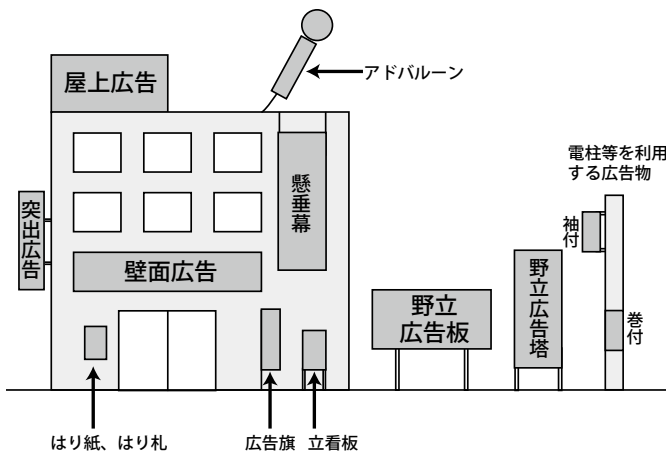 アドバルーン
屋上広告
電柱等を利用
する広告物
懸垂幕
突出広告
袖付
壁面広告
野立広告塔
野立
広告板
巻付
はり紙、はり札
広告旗
立看板